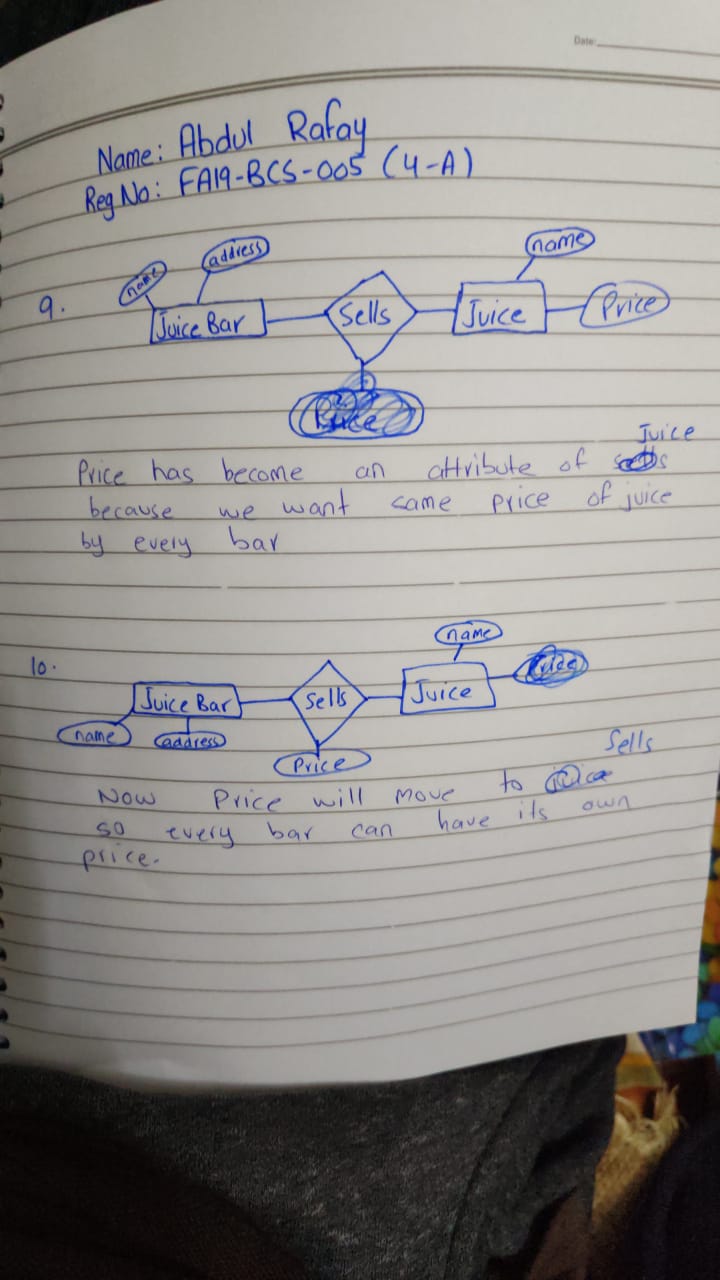 Date:
Name: Abdul Rafay
Reg No: FA19-BCS-005 (4-A)
9.
name
address
Juice Bar
Sells
Juice
name
Price
Price
Juice
Price has become an attribute of
because we want same price of juice
by every bar
10.
name
Juice Bar
Sells
Juice
Price
name
address
Price
Sells
Now Price will move to
so every bar can have its own
price.